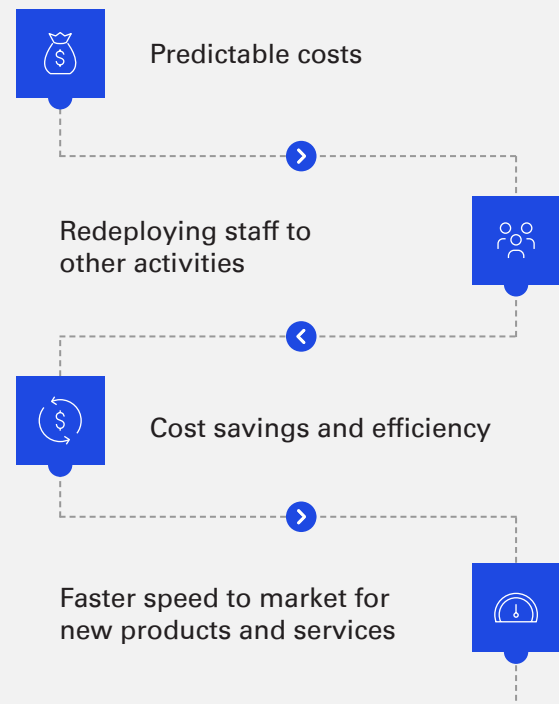 $
Predictable costs
Redeploying staff to
other activities
$
Cost savings and efficiency
Faster speed to market for
new products and services